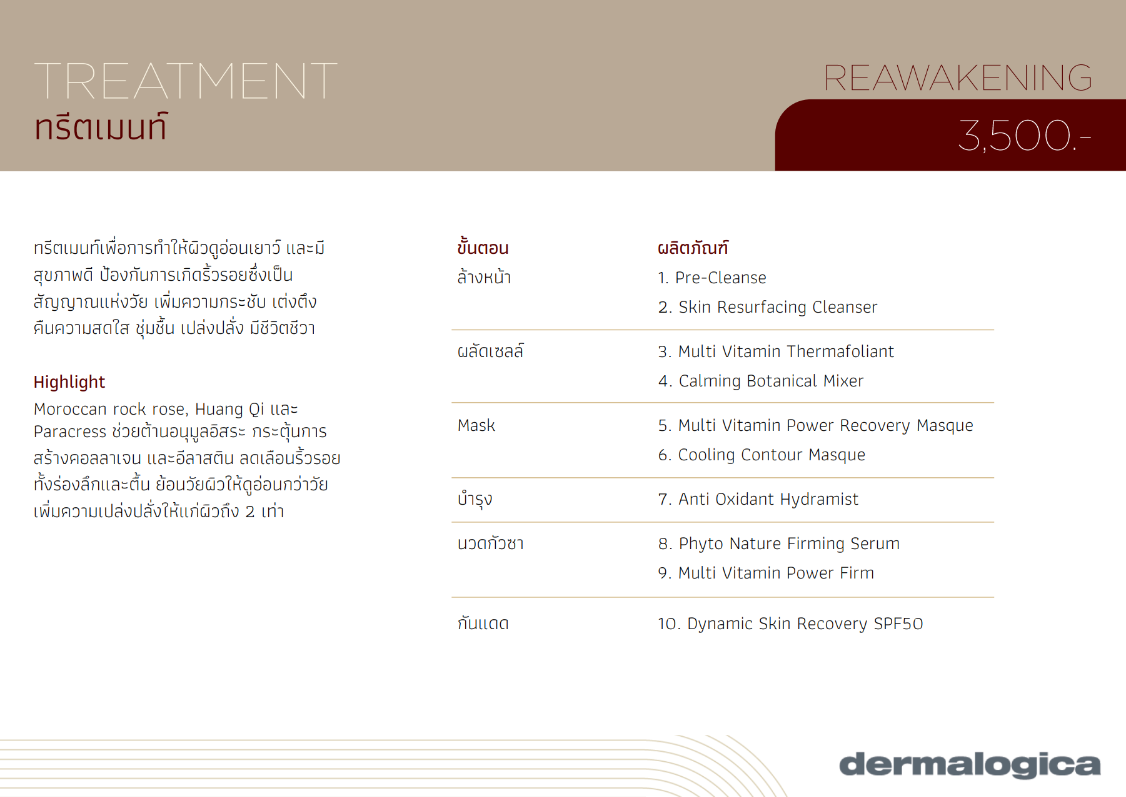 TREATMENT
ทรีตเมนท์
REAWAKENING
3,500.-
ทรีตเมนท์เพื่อการทำให้ผิวดูอ่อนเยาว์ และมี
สุขภาพดี ป้องกันการเกิดริ้วรอยซึ่งเป็น
สัญญาณแห่งวัย เพิ่มความกระชับ เต่งตึง
คืนความสดใส ชุ่มชื้น เปล่งปลั่ง มีชีวิตชีวา
Highlight
Moroccan rock rose, Huang Qi และ
Paracress ช่วยต้านอนุมูลอิสระ กระตุ้นการ
สร้างคอลลาเจน และอีลาสติน ลดเลือนริ้วรอย
ทั้งร่องลึกและตื้น ย้อนวัยผิวให้ดูอ่อนกว่าวัย
เพิ่มความเปล่งปลั่งให้แก่ผิวถึง 2 เท่า
ขั้นตอน ผลิตภัณฑ์
ล้างหน้า 1. Pre-Cleanse
2. Skin Resurfacing Cleanser
ผลัดเซลล์ 3. Multi Vitamin Thermafoliant
4. Calming Botanical Mixer
Mask 5. Multi Vitamin Power Recovery Masque
6. Cooling Contour Masque
บำรุง 7. Anti Oxidant Hydramist
นวดกัวซา 8. Phyto Nature Firming Serum
9. Multi Vitamin Power Firm
กันแดด 10. Dynamic Skin Recovery SPF50
dermalogica